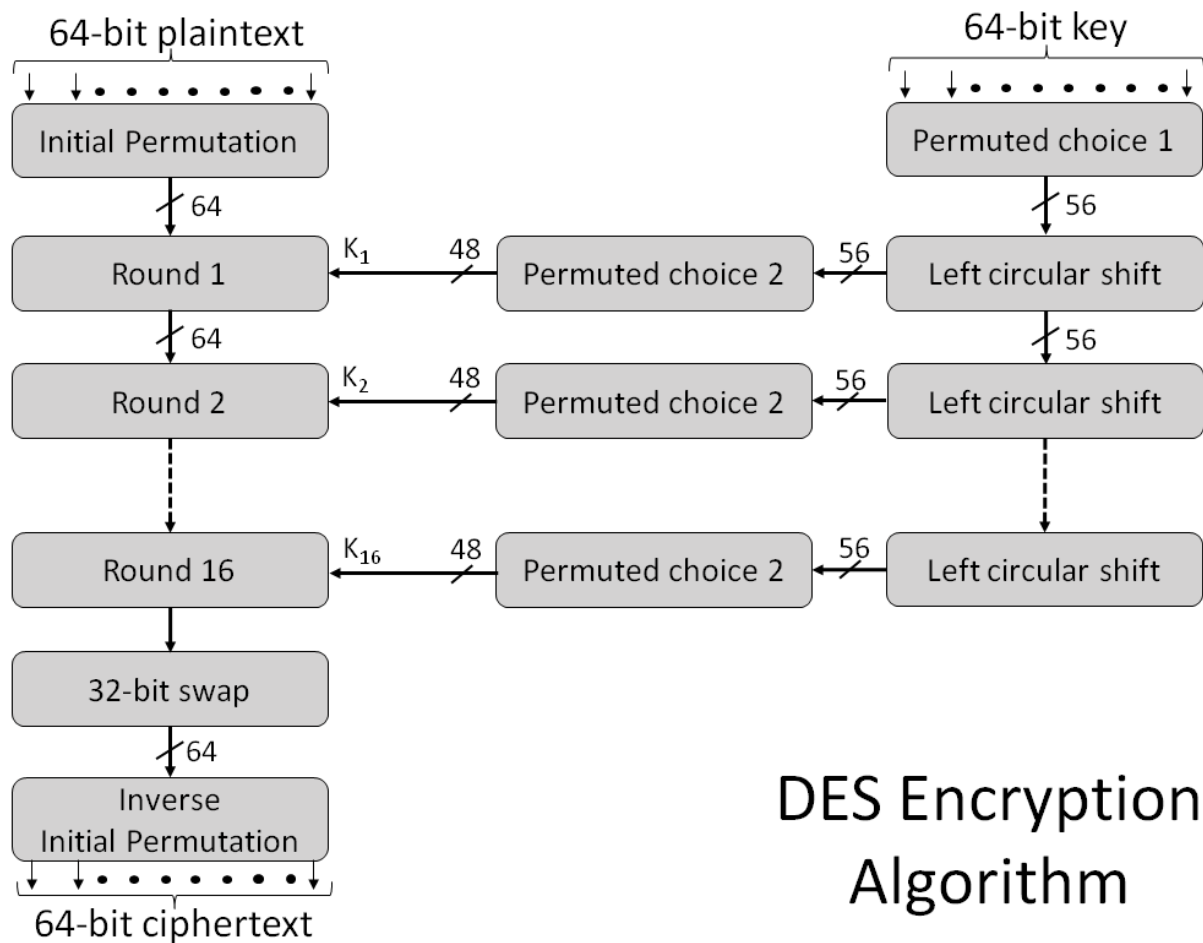 64-bit plaintext
64-bit key
Initial Permutation
Permuted choice 1
64
56
Round 1
K₁
48
Permuted choice 2
56
Left circular shift
64
56
Round 2
K₂
48
Permuted choice 2
56
Left circular shift
Round 16
K₁₆
48
Permuted choice 2
56
Left circular shift
32-bit swap
64
Inverse
Initial Permutation
64-bit ciphertext
DES Encryption
Algorithm